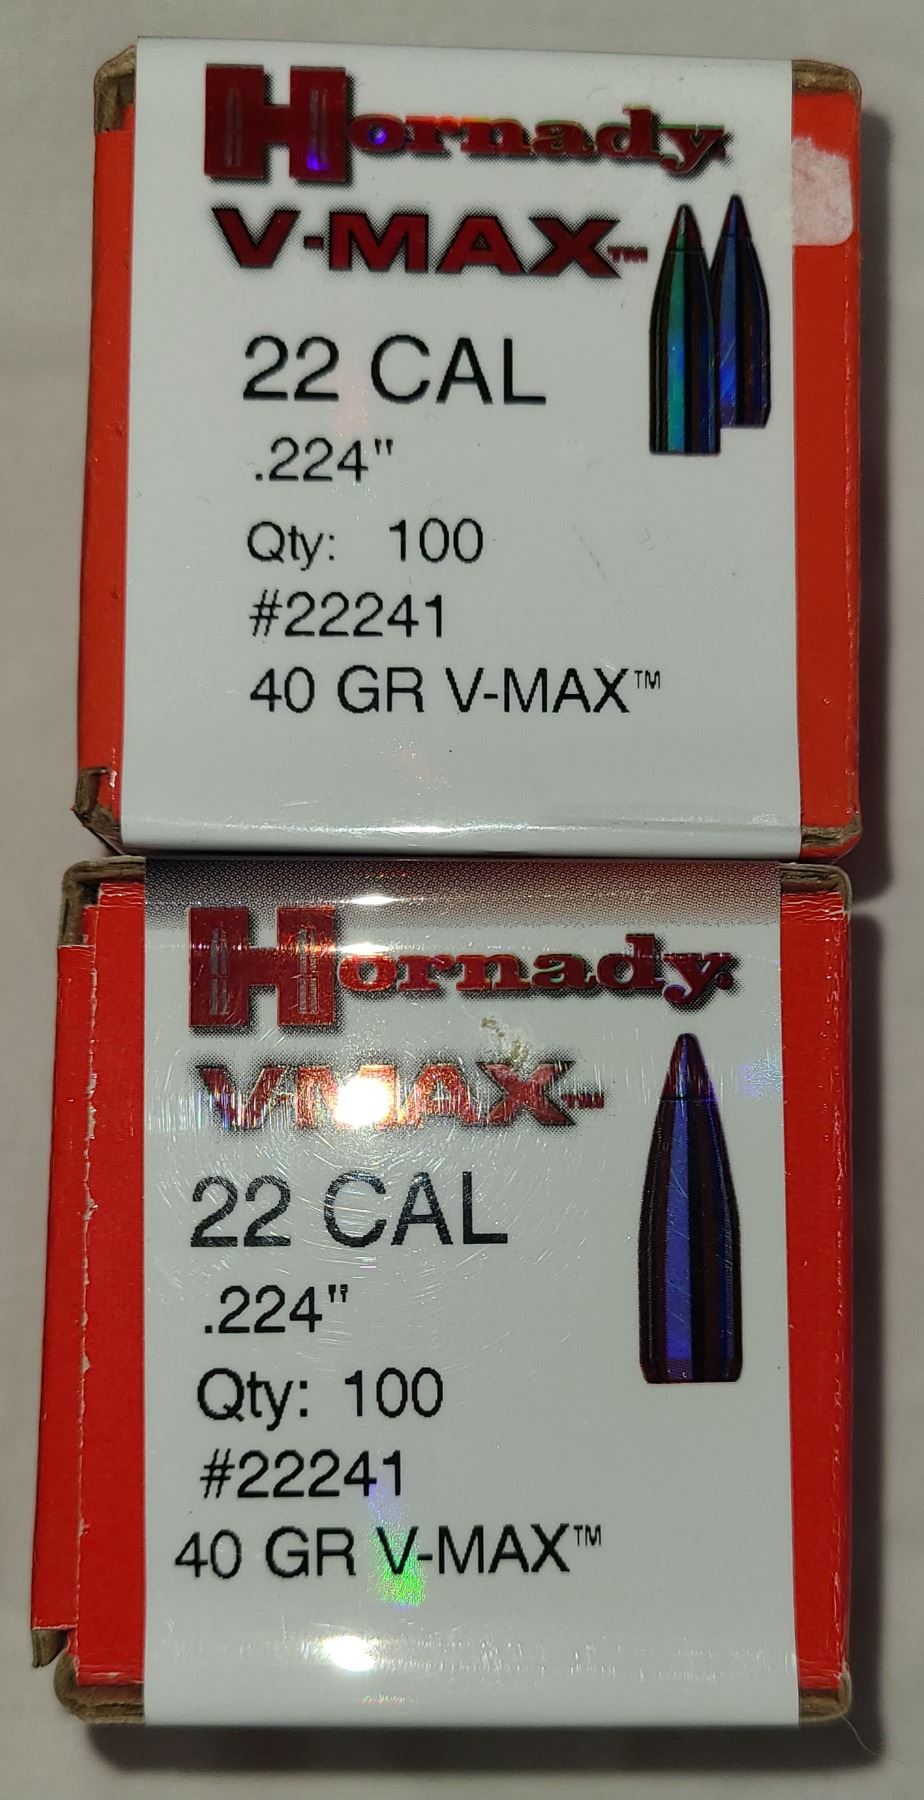 Hornady.
V-MAX™
22 CAL
.224"
Qty: 100
#22241
40 GR V-MAX™
Hornady.
V-MAX™
22 CAL
.224"
Qty: 100
#22241
40 GR V-MAX™